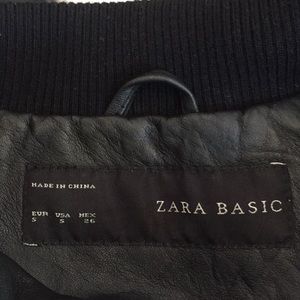 MADE IN CHINA
ZARA BASIC
EUR USA MEX
S S 26